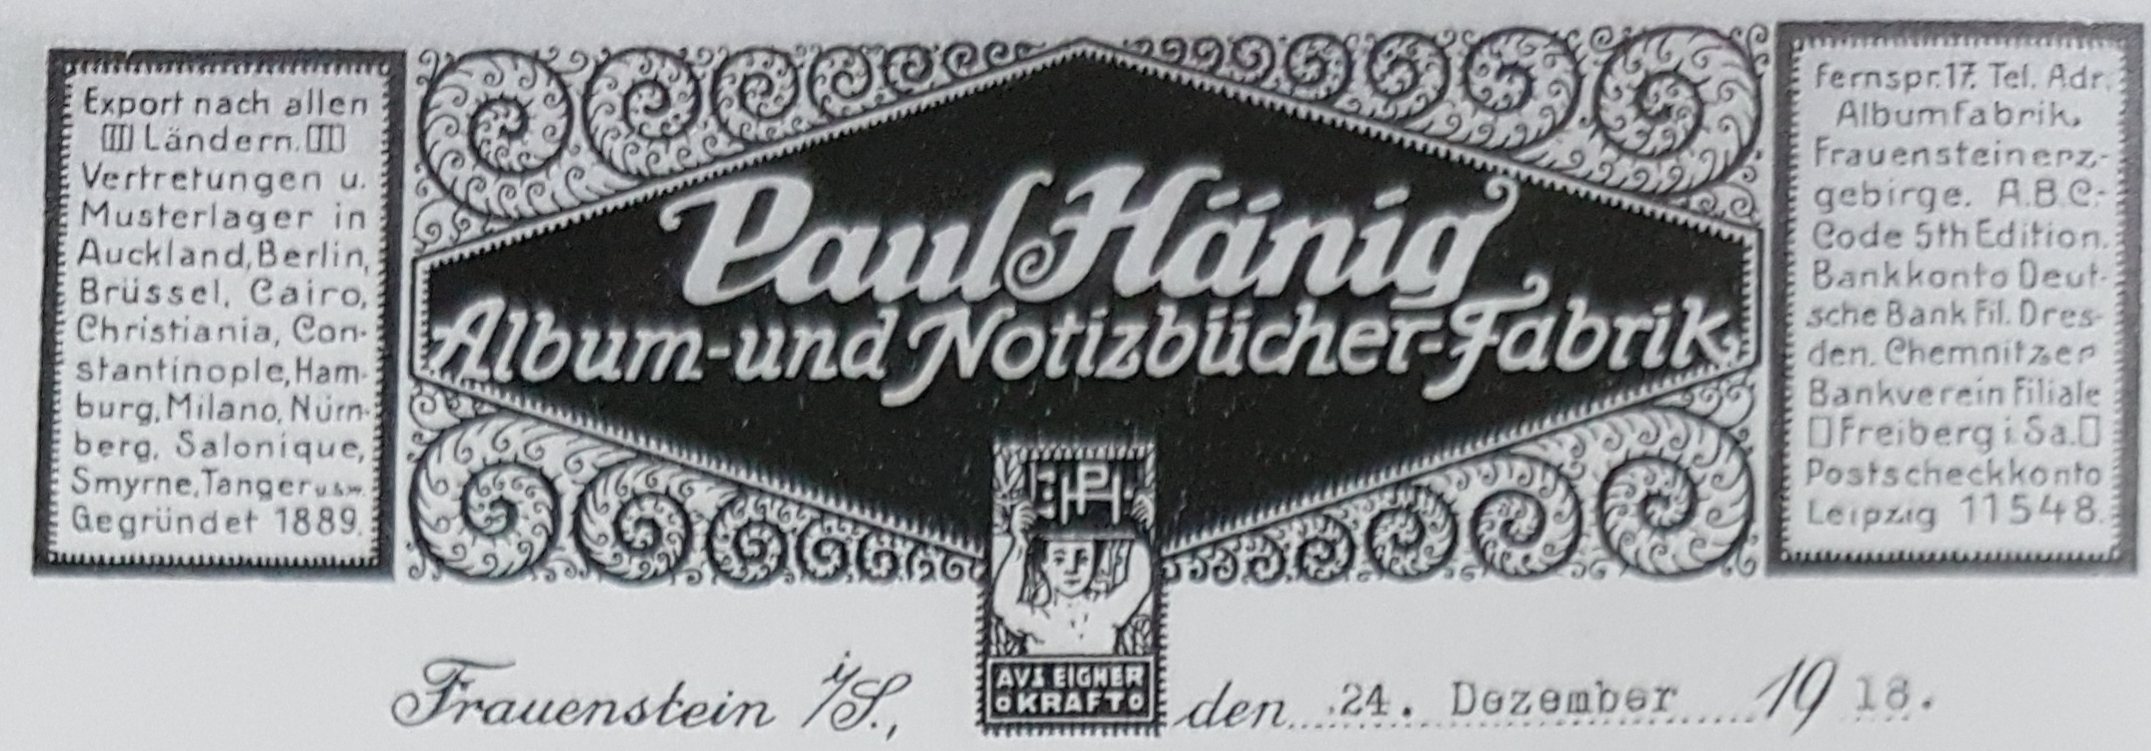 Export nach allen
Ländern.
Vertretungen u.
Musterlager in
Auckland, Berlin,
Brüssel, Cairo,
Christiania, Con-
stantinople, Ham-
burg, Milano, Nürn-
berg, Salonique,
Smyrne, Tanger u.s.w.
Gegründet 1889.
Paul Hänig
Album- und Notizbücher-Fabrik
HPH
AVS EIGNER
KRAFT
Fernspr. 17. Tel. Adr.
Albumfabrik,
Frauensteinerz-
gebirge. A.B.C.-
Code 5th Edition.
Bankkonto Deut-
sche Bank Fil. Dres-
den. Chemnitzer
Bankverein Filiale
Freiberg i. Sa.
Postscheckkonto
Leipzig 11548.
Frauenstein i/S., den 24. Dezember 1918.